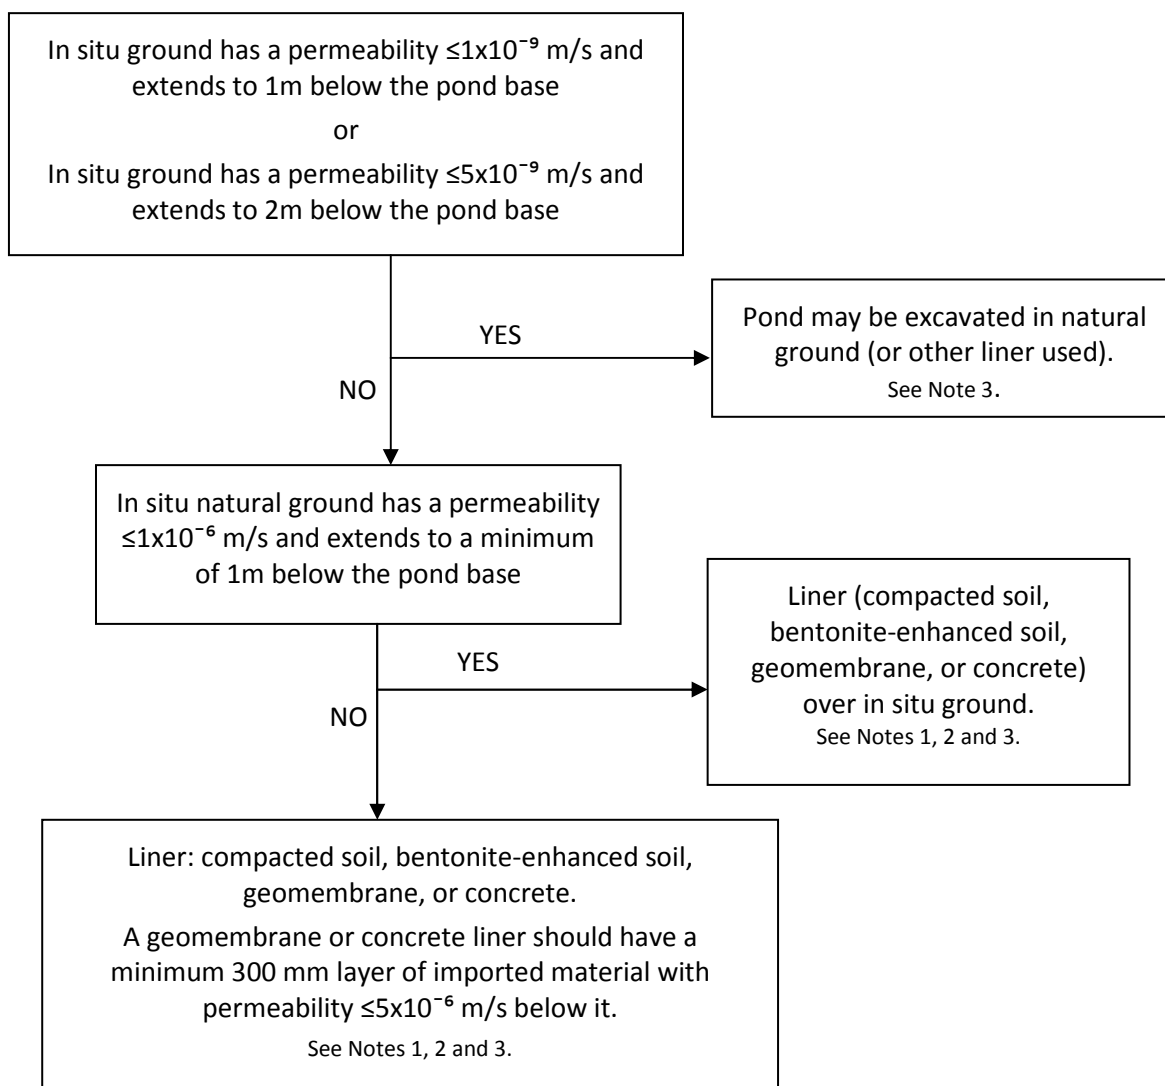 In situ ground has a permeability ≤1x10⁻⁹ m/s and
extends to 1m below the pond base
or
In situ ground has a permeability ≤5x10⁻⁹ m/s and
extends to 2m below the pond base
YES
Pond may be excavated in natural
ground (or other liner used).
See Note 3.
NO
In situ natural ground has a permeability
≤1x10⁻⁶ m/s and extends to a minimum
of 1m below the pond base
YES
Liner (compacted soil,
bentonite-enhanced soil,
geomembrane, or concrete)
over in situ ground.
See Notes 1, 2 and 3.
NO
Liner: compacted soil, bentonite-enhanced soil,
geomembrane, or concrete.
A geomembrane or concrete liner should have a
minimum 300 mm layer of imported material with
permeability ≤5x10⁻⁶ m/s below it.
See Notes 1, 2 and 3.